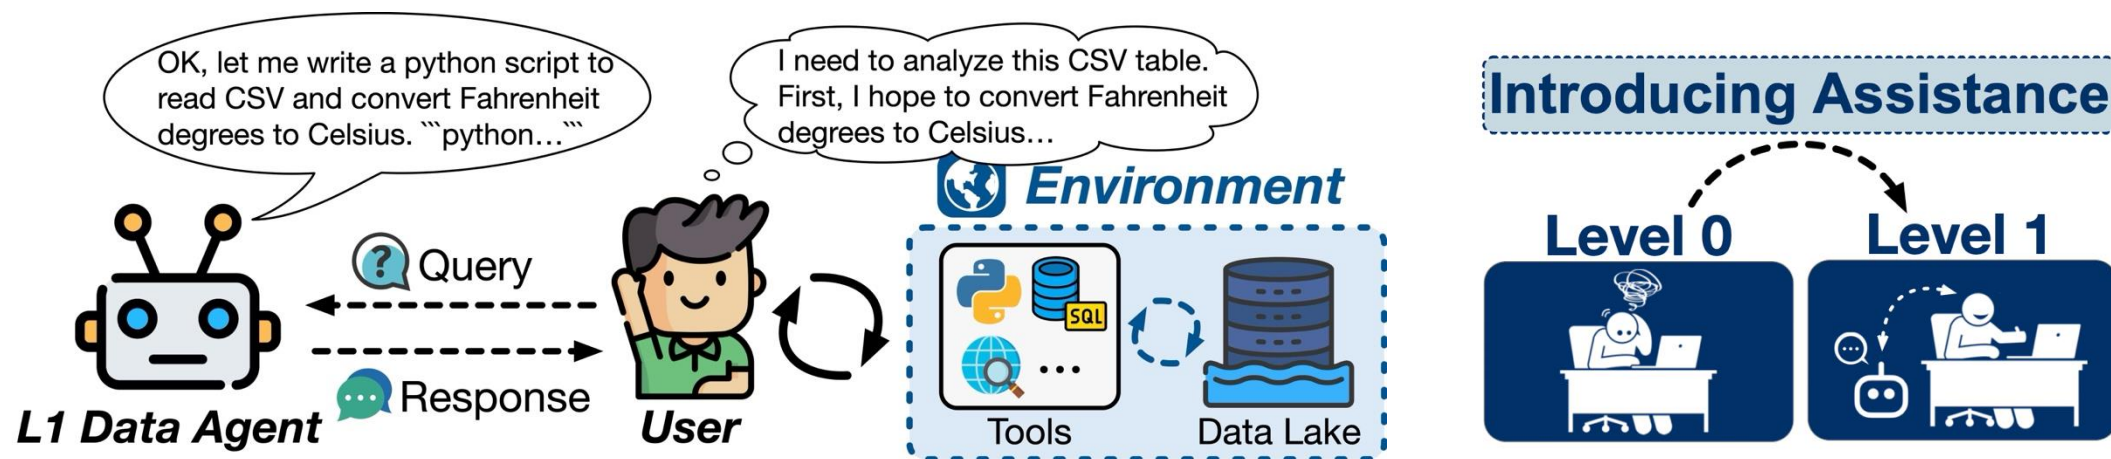 OK, let me write a python script to
read CSV and convert Fahrenheit
degrees to Celsius. ```python...```
I need to analyze this CSV table.
First, I hope to convert Fahrenheit
degrees to Celsius...
Introducing Assistance
Environment
Level 0
Level 1
Query
Response
SQL
L1 Data Agent
User
Tools
Data Lake